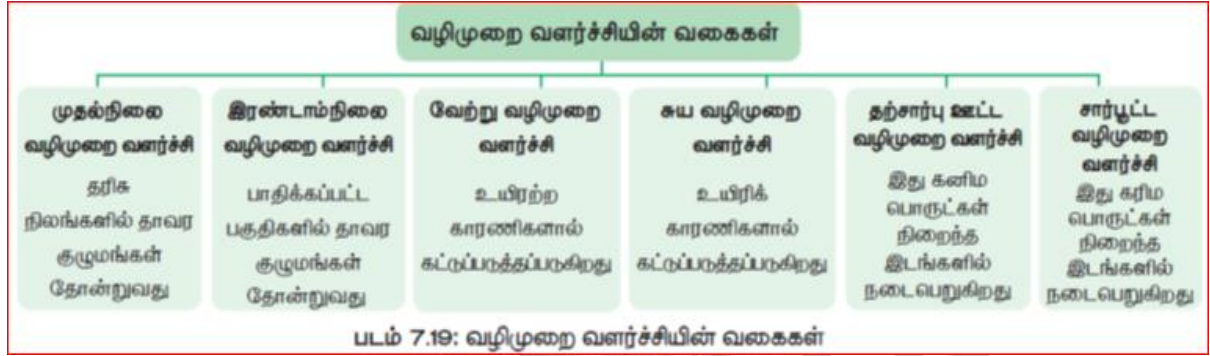 வழிமுறை வளர்ச்சியின் வகைகள்
முதல்நிலை
வழிமுறை வளர்ச்சி
தரிசு
நிலங்களில் தாவர
குழுமங்கள்
தோன்றுவது
இரண்டாம்நிலை
வழிமுறை வளர்ச்சி
பாதிக்கப்பட்ட
பகுதிகளில் தாவர
குழுமங்கள்
தோன்றுவது
வேற்று வழிமுறை
வளர்ச்சி
உயிரற்ற
காரணிகளால்
கட்டுப்படுத்தப்படுகிறது
சுய வழிமுறை
வளர்ச்சி
உயிரிக்
காரணிகளால்
கட்டுப்படுத்தப்படுகிறது
தற்சார்பு ஊட்ட
வழிமுறை வளர்ச்சி
இது கனிம
பொருட்கள்
நிறைந்த
இடங்களில்
நடைபெறுகிறது
சார்பூட்ட
வழிமுறை
வளர்ச்சி
இது கரிம
பொருட்கள்
நிறைந்த
இடங்களில்
நடைபெறுகிறது
படம் 7.19: வழிமுறை வளர்ச்சியின் வகைகள்